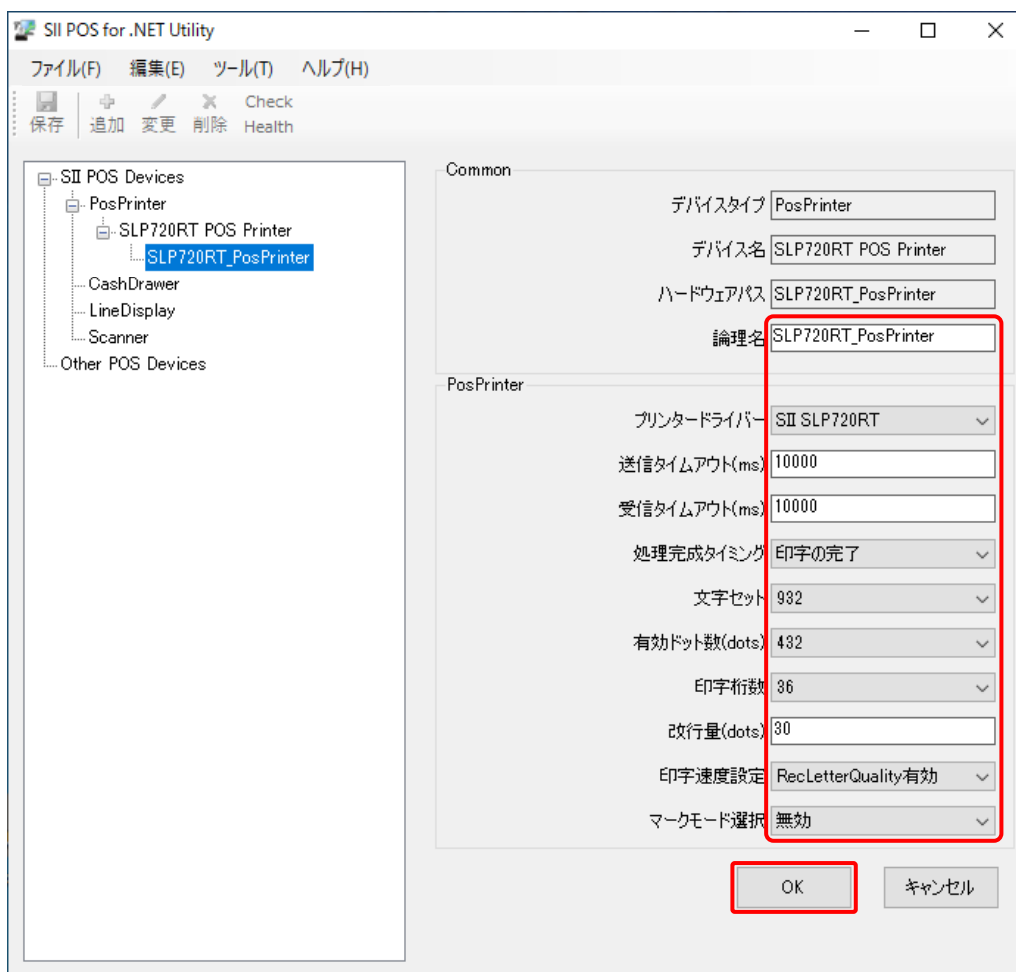 SII POS for .NET Utility
ファイル(F) 編集(E) ツール(T) ヘルプ(H)
保存 追加 変更 削除 Check Health
SII POS Devices
PosPrinter
SLP720RT POS Printer
SLP720RT_PosPrinter
CashDrawer
LineDisplay
Scanner
Other POS Devices
Common
デバイスタイプ PosPrinter
デバイス名 SLP720RT POS Printer
ハードウェアパス SLP720RT_PosPrinter
論理名 SLP720RT_PosPrinter
PosPrinter
プリンタードライバー SII SLP720RT
送信タイムアウト(ms) 10000
受信タイムアウト(ms) 10000
処理完成タイミング 印字の完了
文字セット 932
有効ドット数(dots) 432
印字桁数 36
改行量(dots) 30
印字速度設定 RecLetterQuality有効
マークモード選択 無効
OK キャンセル